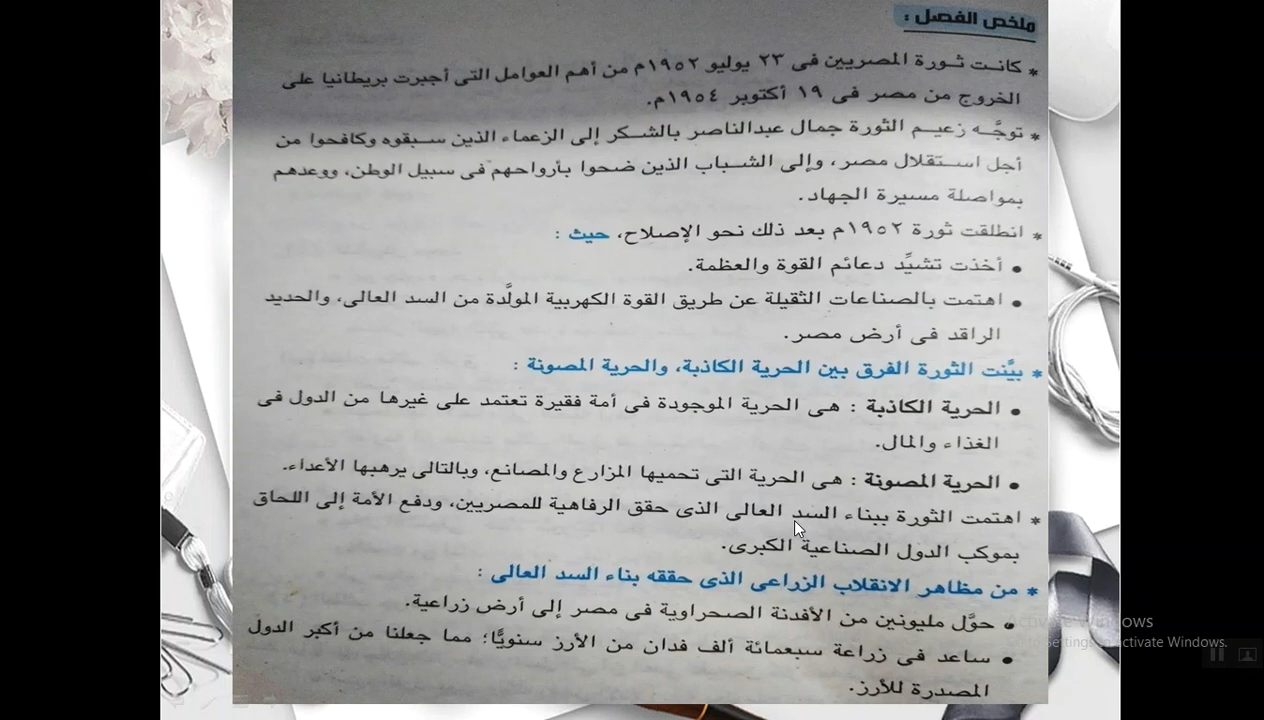 ملخص الفصل :
* كانت ثورة المصريين فى ٢٣ يوليو ١٩٥٢م من أهم العوامل التى أجبرت بريطانيا على
الخروج من مصر فى ١٩ أكتوبر ١٩٥٤م.
* توجَّه زعيم الثورة جمال عبدالناصر بالشكر إلى الزعماء الذين سبقوه وكافحوا من
أجل استقلال مصر، وإلى الشباب الذين ضحوا بأرواحهم فى سبيل الوطن، ووعدهم
بمواصلة مسيرة الجهاد.
* انطلقت ثورة ١٩٥٢م بعد ذلك نحو الإصلاح، حيث :
• أخذت تشيِّد دعائم القوة والعظمة.
• اهتمت بالصناعات الثقيلة عن طريق القوة الكهربية المولَّدة من السد العالى، والحديد
الراقد فى أرض مصر.
* بيَّنت الثورة الفرق بين الحرية الكاذبة، والحرية المصونة :
• الحرية الكاذبة : هى الحرية الموجودة فى أمة فقيرة تعتمد على غيرها من الدول فى
الغذاء والمال.
• الحرية المصونة : هى الحرية التى تحميها المزارع والمصانع، وبالتالى يرهبها الأعداء.
* اهتمت الثورة ببناء السد العالى الذى حقق الرفاهية للمصريين، ودفع الأمة إلى اللحاق
بموكب الدول الصناعية الكبرى.
* من مظاهر الانقلاب الزراعى الذى حققه بناء السد العالى :
• حوَّل مليونين من الأفدنة الصحراوية فى مصر إلى أرض زراعية.
• ساعد فى زراعة سبعمائة ألف فدان من الأرز سنويًّا؛ مما جعلنا من أكبر الدول
المصدرة للأرز.
Activate Windows
to Settings to activate Windows.